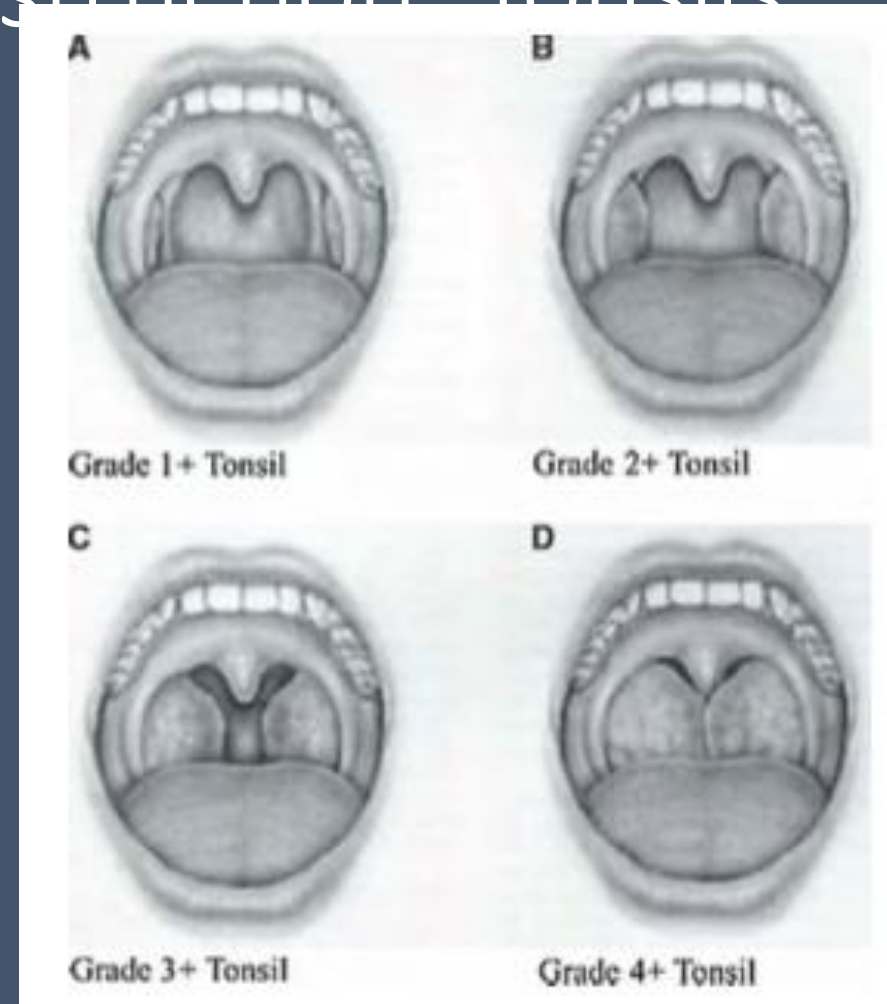 A
B
Grade 1+ Tonsil
Grade 2+ Tonsil
C
D
Grade 3+ Tonsil
Grade 4+ Tonsil